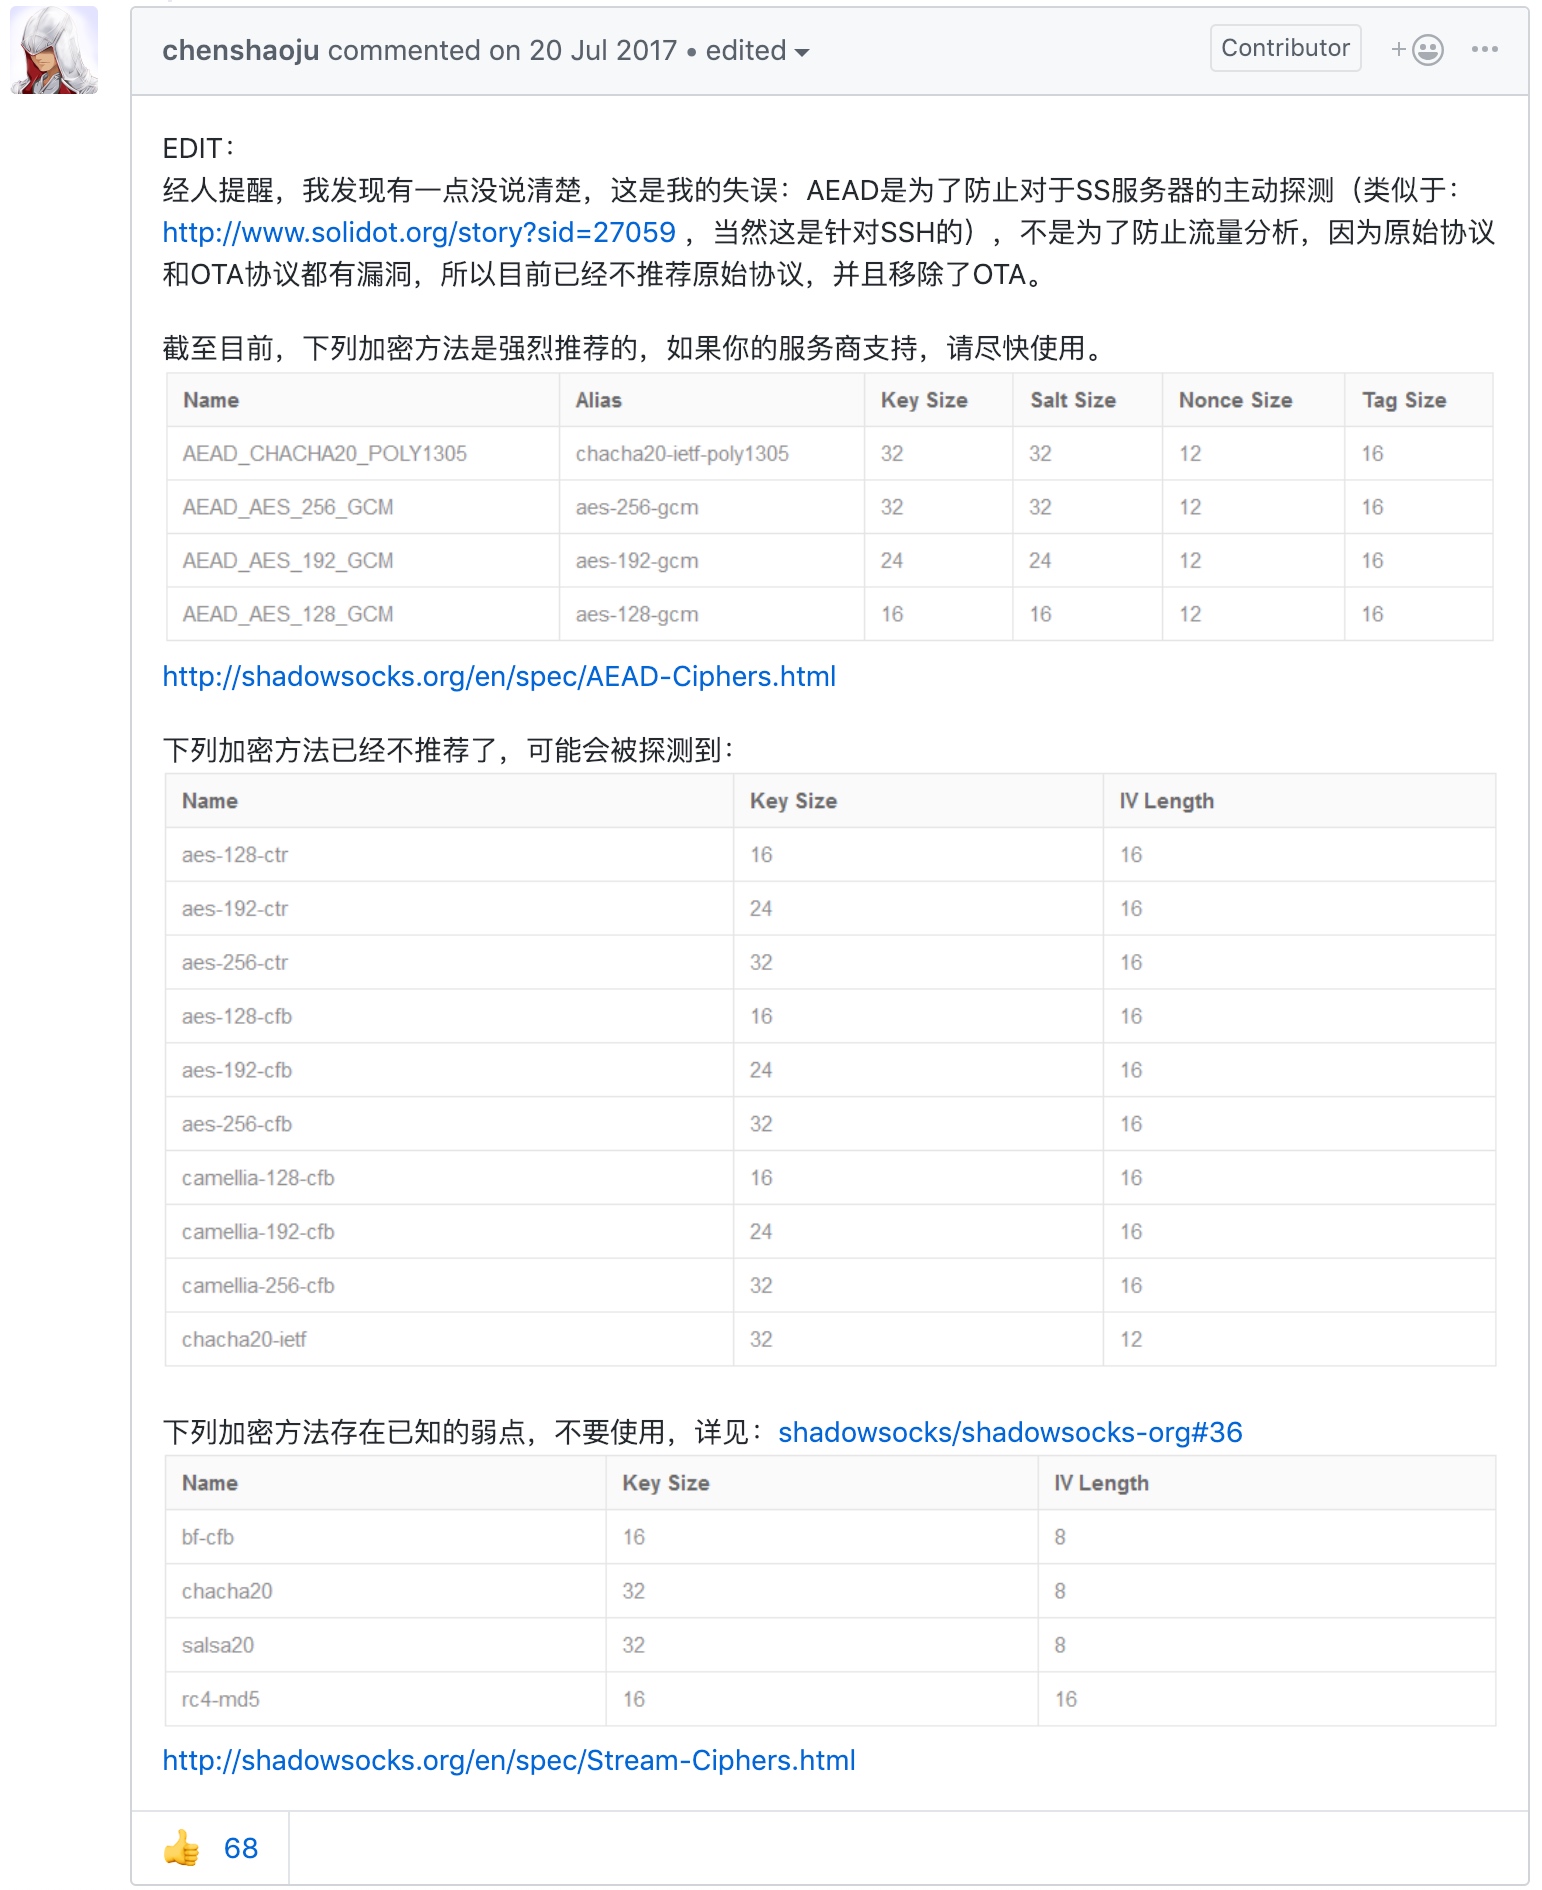 chenshaoju commented on 20 Jul 2017 • edited
Contributor
EDIT：
经人提醒，我发现有一点没说清楚，这是我的失误：AEAD是为了防止对于SS服务器的主动探测（类似于：
http://www.solidot.org/story?sid=27059 ，当然这是针对SSH的），不是为了防止流量分析，因为原始协议
和OTA协议都有漏洞，所以目前已经不推荐原始协议，并且移除了OTA。
截至目前，下列加密方法是强烈推荐的，如果你的服务商支持，请尽快使用。
Name Alias Key Size Salt Size Nonce Size Tag Size
AEAD_CHACHA20_POLY1305 chacha20-ietf-poly1305 32 32 12 16
AEAD_AES_256_GCM aes-256-gcm 32 32 12 16
AEAD_AES_192_GCM aes-192-gcm 24 24 12 16
AEAD_AES_128_GCM aes-128-gcm 16 16 12 16
http://shadowsocks.org/en/spec/AEAD-Ciphers.html
下列加密方法已经不推荐了，可能会被探测到：
Name Key Size IV Length
aes-128-ctr 16 16
aes-192-ctr 24 16
aes-256-ctr 32 16
aes-128-cfb 16 16
aes-192-cfb 24 16
aes-256-cfb 32 16
camellia-128-cfb 16 16
camellia-192-cfb 24 16
camellia-256-cfb 32 16
chacha20-ietf 32 12
下列加密方法存在已知的弱点，不要使用，详见：shadowsocks/shadowsocks-org#36
Name Key Size IV Length
bf-cfb 16 8
chacha20 32 8
salsa20 32 8
rc4-md5 16 16
http://shadowsocks.org/en/spec/Stream-Ciphers.html
👍 68